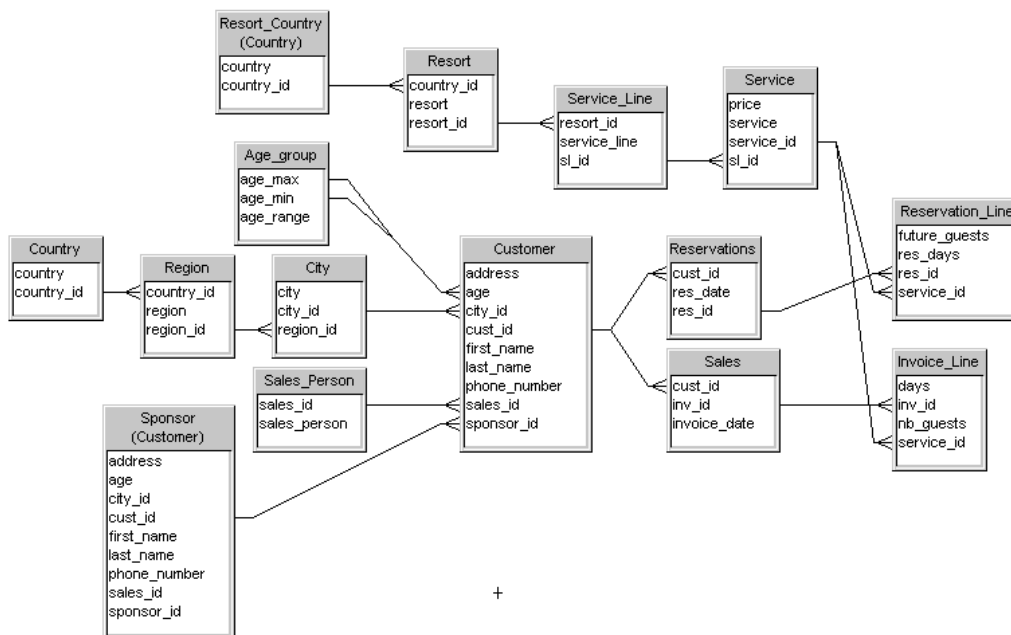 Resort_Country
(Country)
country
country_id
Resort
country_id
resort
resort_id
Service_Line
resort_id
service_line
sl_id
Service
price
service
service_id
sl_id
Age_group
age_max
age_min
age_range
Reservation_Line
future_guests
res_days
res_id
service_id
Country
country
country_id
Region
country_id
region
region_id
City
city
city_id
region_id
Customer
address
age
city_id
cust_id
first_name
last_name
phone_number
sales_id
sponsor_id
Reservations
cust_id
res_date
res_id
Sales_Person
sales_id
sales_person
Sales
cust_id
inv_id
invoice_date
Invoice_Line
days
inv_id
nb_guests
service_id
Sponsor
(Customer)
address
age
city_id
cust_id
first_name
last_name
phone_number
sales_id
sponsor_id